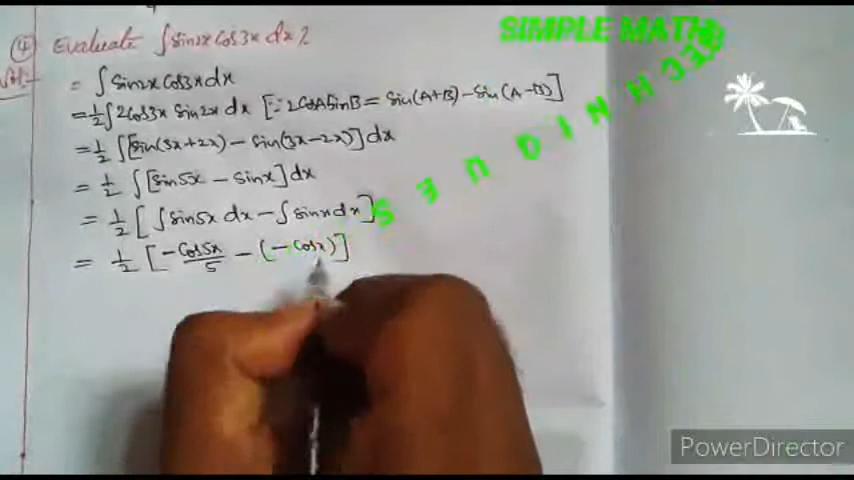 SIMPLE MATH
④ Evaluate ∫sin2x cos3x dx ?
Sol:-
= ∫ sin2x cos3x dx
= 1/2 ∫ 2cos3x sin2x dx [∵ 2cosA sinB = sin(A+B) - sin(A-B)]
= 1/2 ∫ [sin(3x+2x) - sin(3x-2x)] dx
= 1/2 ∫ [sin5x - sinx] dx
= 1/2 [∫ sin5x dx - ∫ sinx dx]
= 1/2 [-cos5x/5 - (-cosx)]
PowerDirector